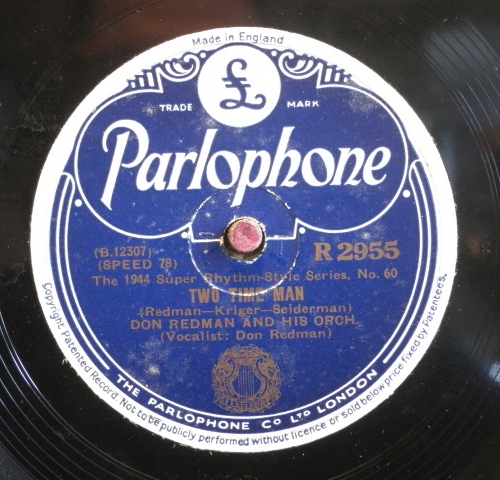 Made in England
£
TRADE MARK
Parlophone
(B.12307)
(SPEED 78)
R 2955
The 1944 Super Rhythm-Style Series, No. 60
TWO TIME MAN
(Redman—Kriger—Seiderman)
DON REDMAN AND HIS ORCH.
(Vocalist: Don Redman)
THE PARLOPHONE CO LTD LONDON
Copyright Patented Record. Not to be publicly performed without licence or sold below price fixed by Patentees.